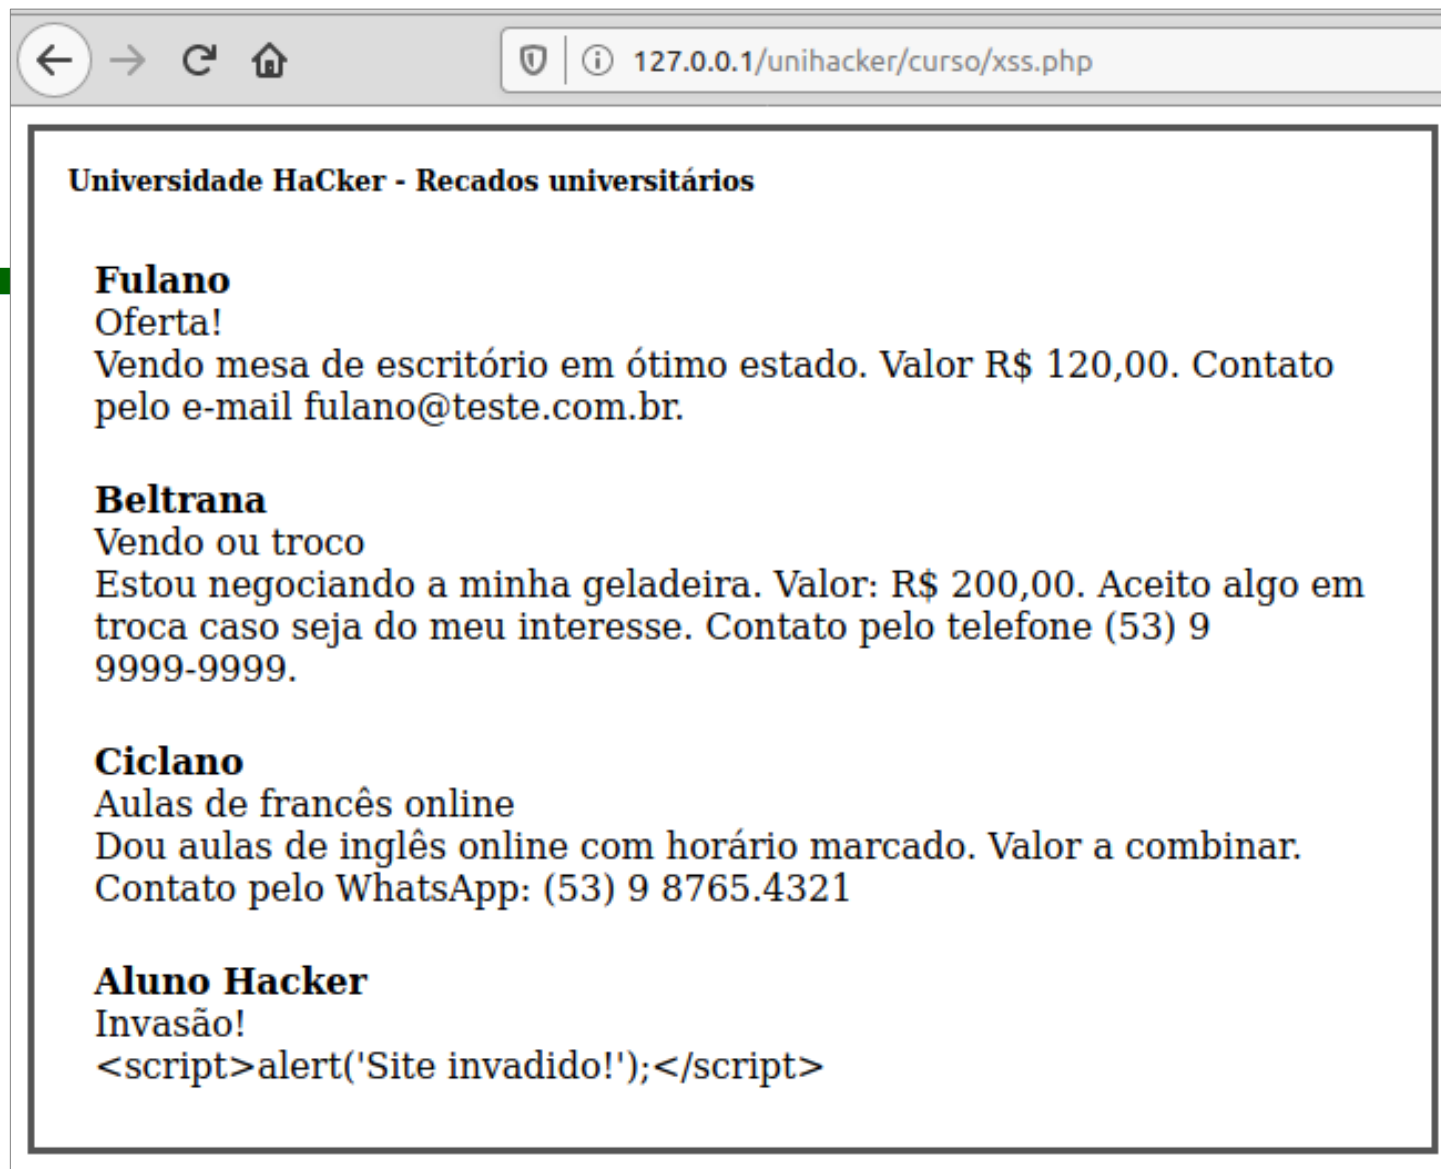 127.0.0.1/unihacker/curso/xss.php
Universidade HaCker - Recados universitários
Fulano
Oferta!
Vendo mesa de escritório em ótimo estado. Valor R$ 120,00. Contato
pelo e-mail fulano@teste.com.br.
Beltrana
Vendo ou troco
Estou negociando a minha geladeira. Valor: R$ 200,00. Aceito algo em
troca caso seja do meu interesse. Contato pelo telefone (53) 9
9999-9999.
Ciclano
Aulas de francês online
Dou aulas de inglês online com horário marcado. Valor a combinar.
Contato pelo WhatsApp: (53) 9 8765.4321
Aluno Hacker
Invasão!
<script>alert('Site invadido!');</script>